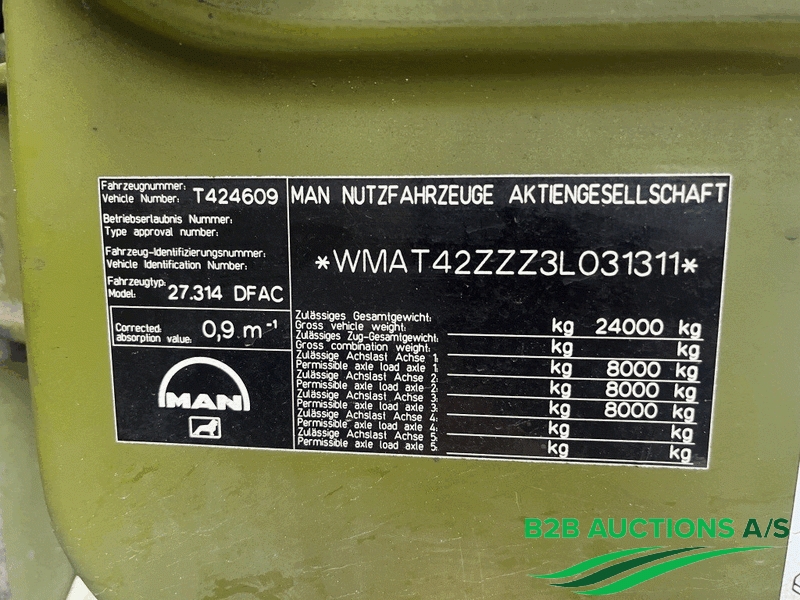 Fahrzeugnummer:
Vehicle Number: T424609
Betriebserlaubnis Nummer:
Type approval number:
Fahrzeug-Identifizierungsnummer:
Vehicle Identification Number:
Fahrzeugtyp:
Model: 27.314 DFAC
Corrected:
absorption value: 0,9 m⁻¹
MAN
MAN NUTZFAHRZEUGE AKTIENGESELLSCHAFT
*WMAT42ZZZ3L031311*
Zulässiges Gesamtgewicht:
Gross vehicle weight: kg 24000 kg
Zulässiges Zug-Gesamtgewicht:
Gross combination weight: kg kg
Zulässige Achslast Achse 1:
Permissible axle load axle 1: kg 8000 kg
Zulässige Achslast Achse 2:
Permissible axle load axle 2: kg 8000 kg
Zulässige Achslast Achse 3:
Permissible axle load axle 3: kg 8000 kg
Zulässige Achslast Achse 4:
Permissible axle load axle 4: kg kg
Zulässige Achslast Achse 5:
Permissible axle load axle 5: kg kg
B2B AUCTIONS A/S